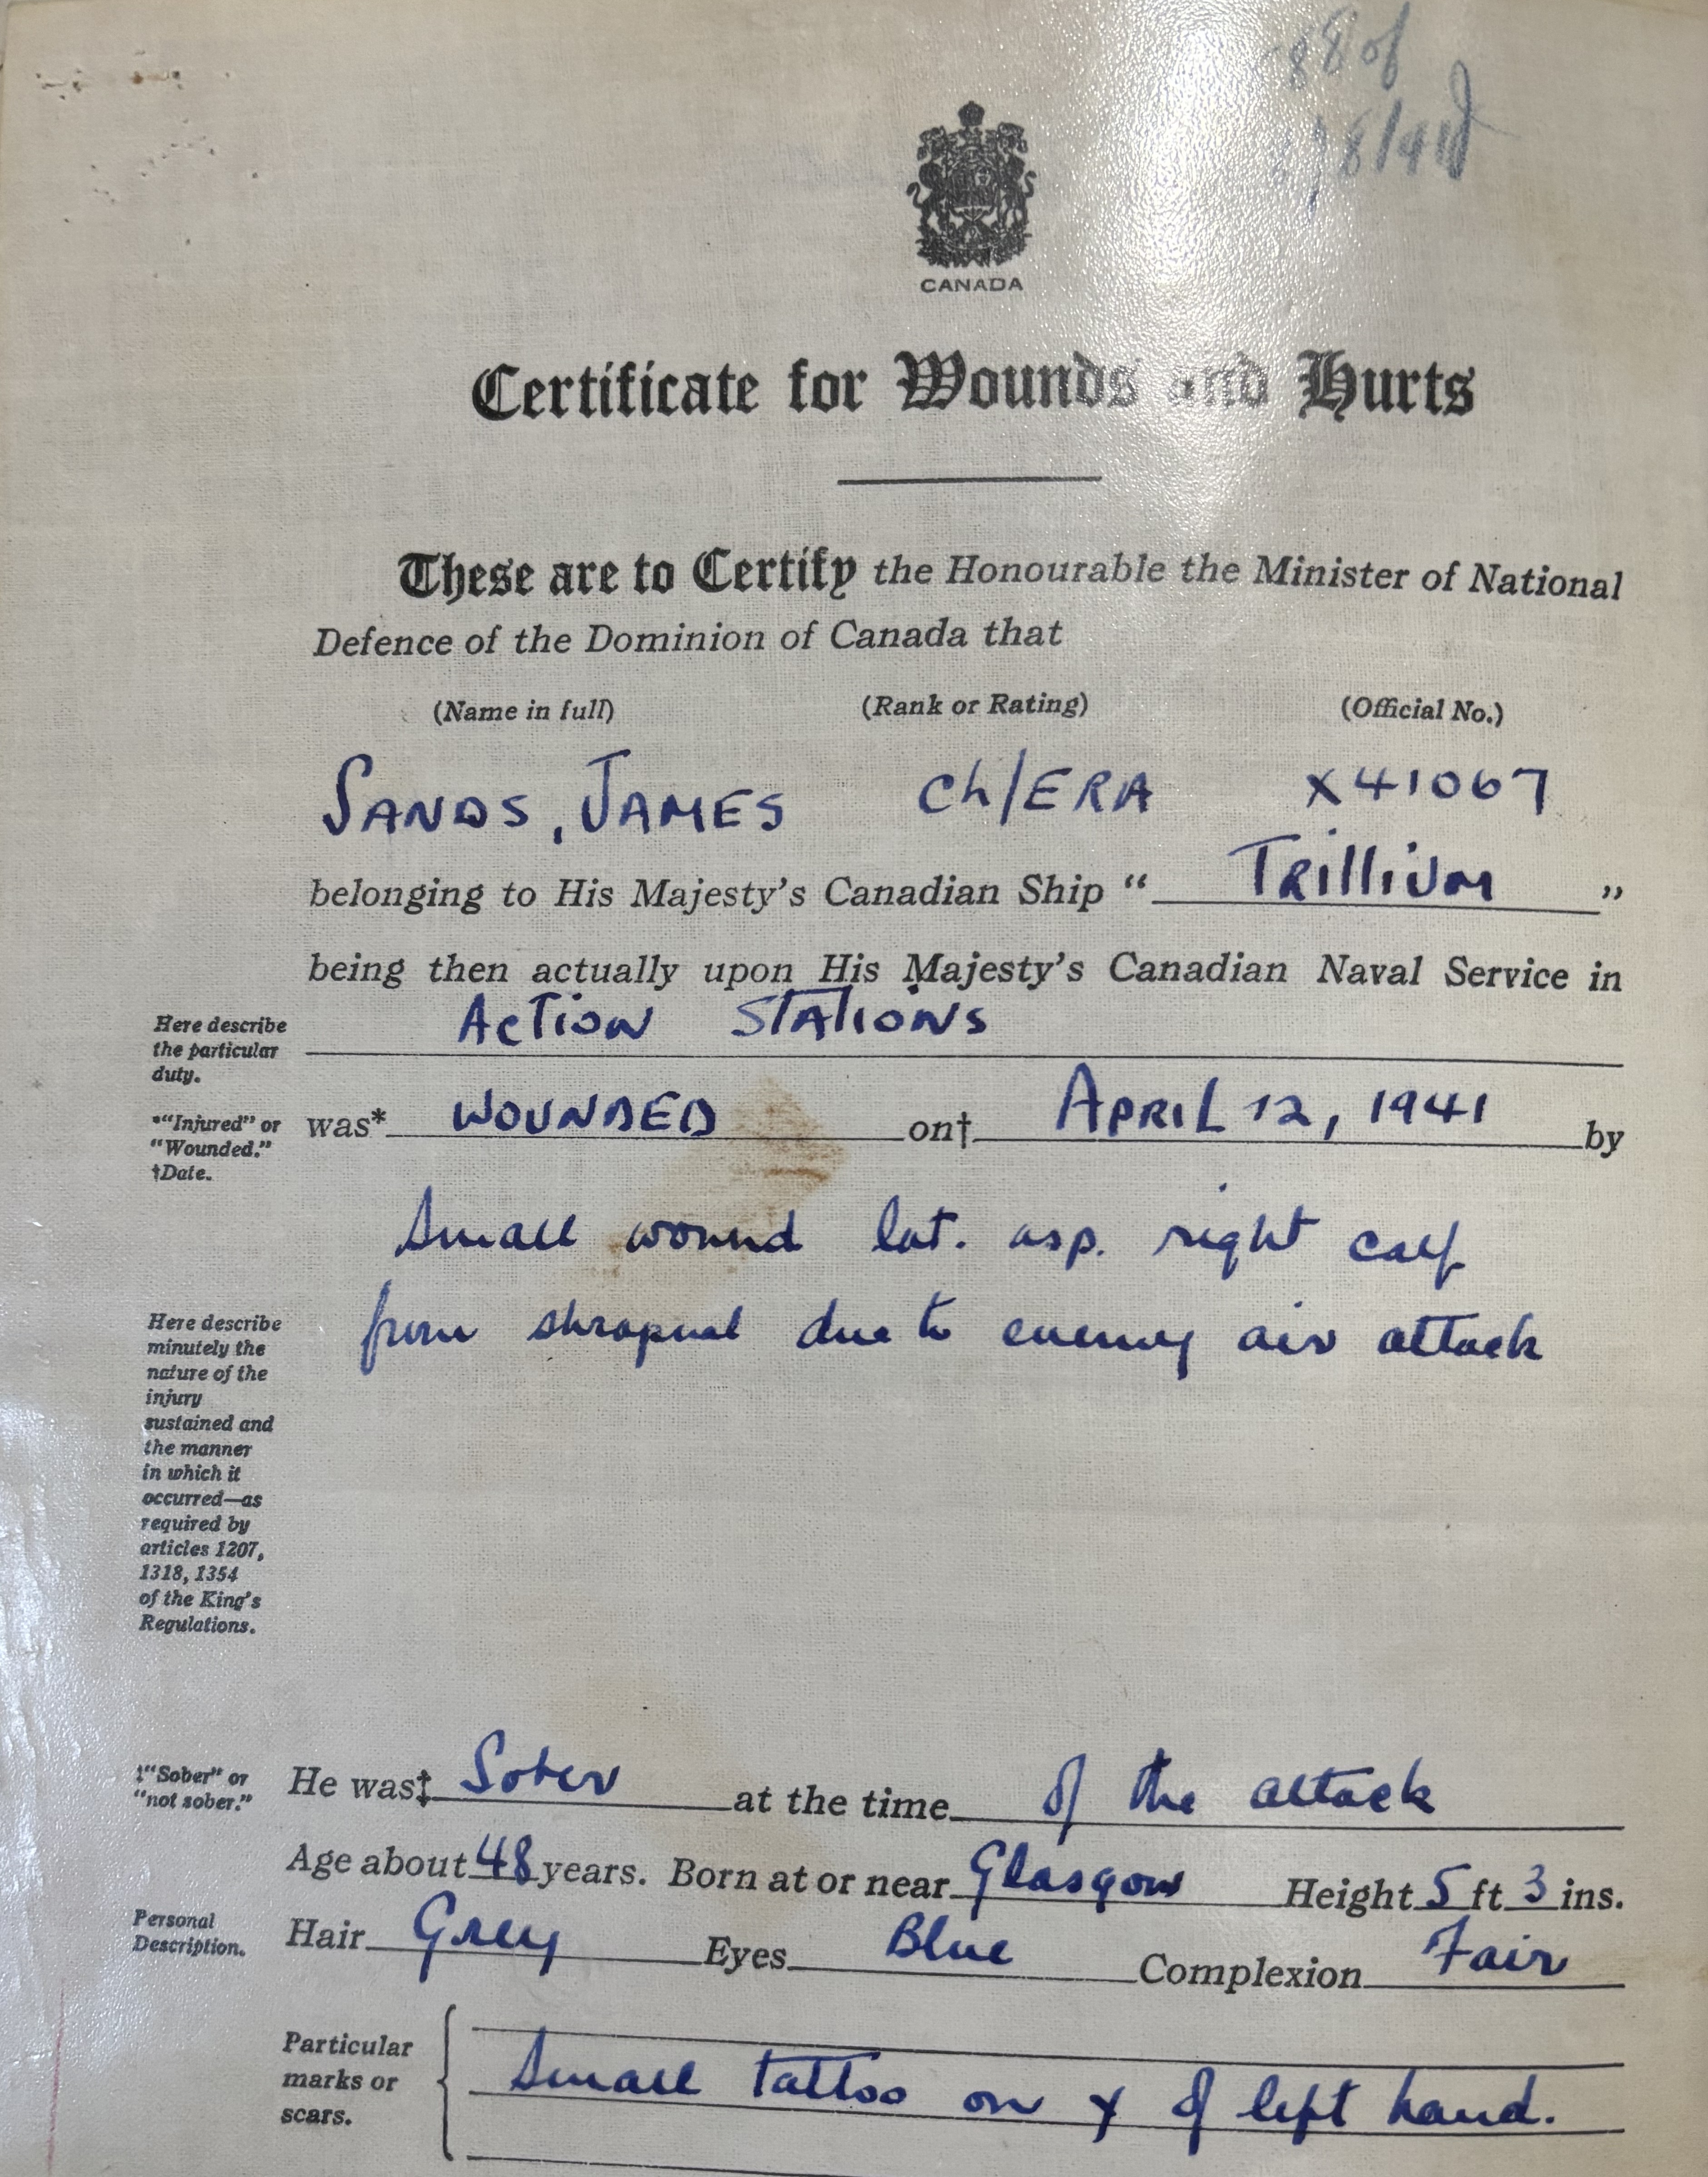 88 of
8/41
CANADA
Certificate for Wounds and Hurts
These are to Certify the Honourable the Minister of National
Defence of the Dominion of Canada that
(Name in full) (Rank or Rating) (Official No.)
SANDS, JAMES Ch/ERA X41067
belonging to His Majesty's Canadian Ship “ TRilliUM ”
being then actually upon His Majesty's Canadian Naval Service in
Here describe
the particular
duty.
ACTiON STATiONS
*“Injured” or
“Wounded.”
†Date.
was* WOUNDED on† APRiL 12, 1941 by
Small wound lat. asp. right calf
from shrapnal due to enemy air attack
Here describe
minutely the
nature of the
injury
sustained and
the manner
in which it
occurred—as
required by
articles 1207,
1318, 1354
of the King's
Regulations.
‡“Sober” or
“not sober.”
He was‡ Sober at the time of the attack
Age about 48 years. Born at or near Glasgow Height 5 ft 3 ins.
Personal
Description.
Hair Grey Eyes Blue Complexion Fair
Particular
marks or
scars.
Small tattoo on of left hand.